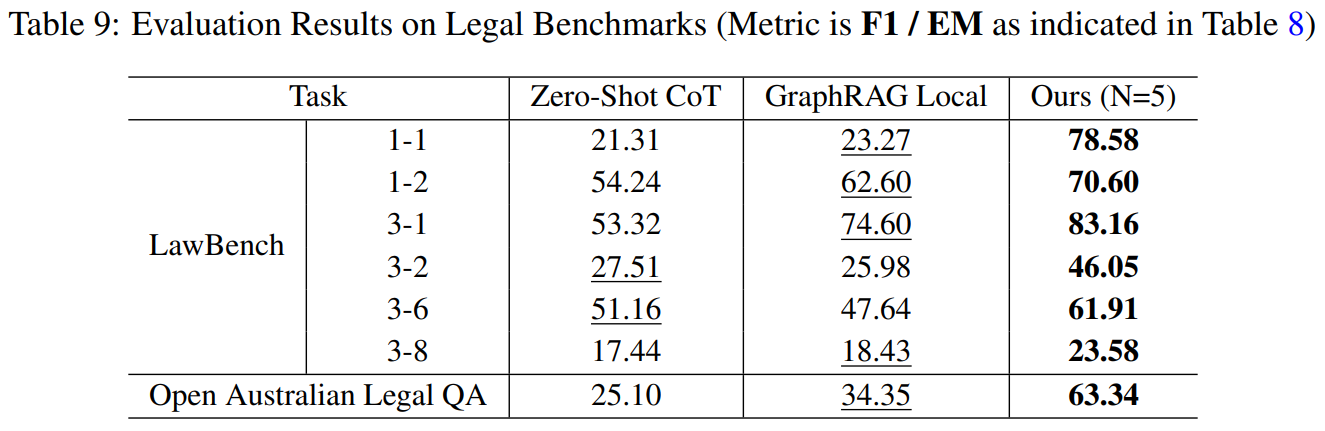 Table 9: Evaluation Results on Legal Benchmarks (Metric is F1 / EM as indicated in Table 8)
Task Zero-Shot CoT GraphRAG Local Ours (N=5)
LawBench
1-1 21.31 23.27 78.58
1-2 54.24 62.60 70.60
3-1 53.32 74.60 83.16
3-2 27.51 25.98 46.05
3-6 51.16 47.64 61.91
3-8 17.44 18.43 23.58
Open Australian Legal QA 25.10 34.35 63.34